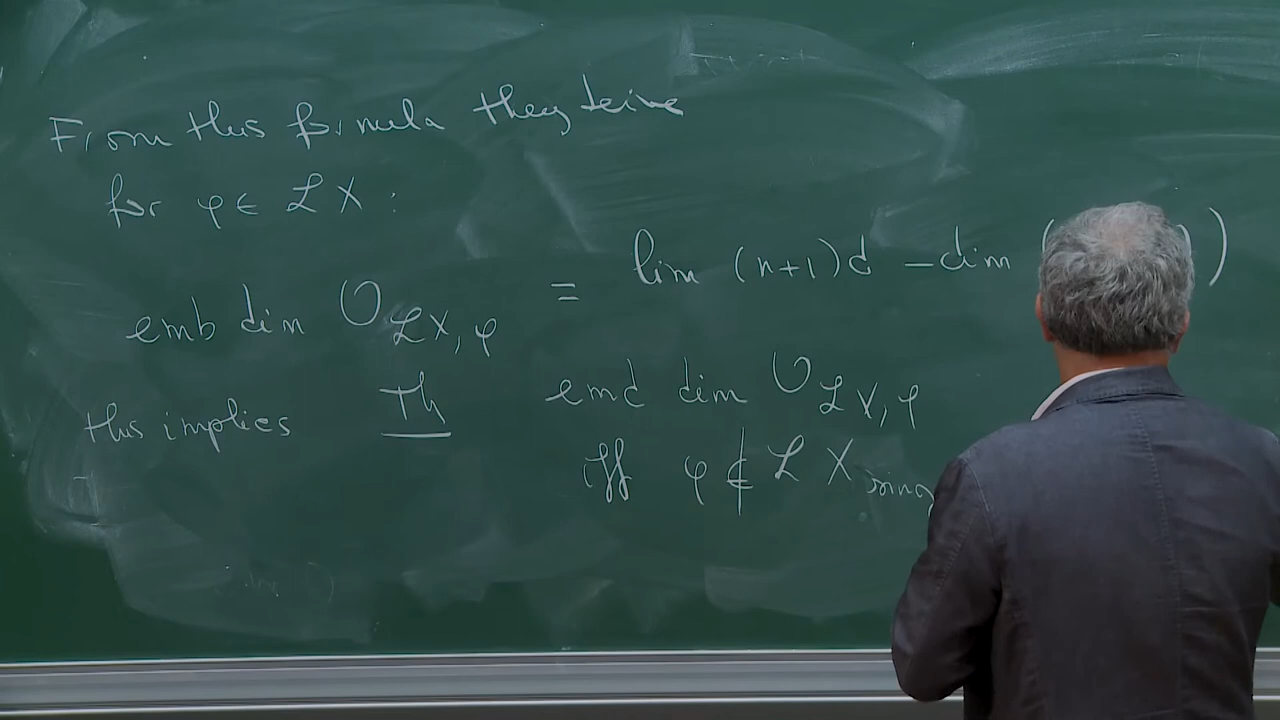 From this formula they derive
for φ ∈ ℒX :
emb dim O_{ℒX,φ} = lim (n+1)d − dim ( )
this implies Th emd dim O_{ℒX,φ}
iff φ ∉ ℒ X sing